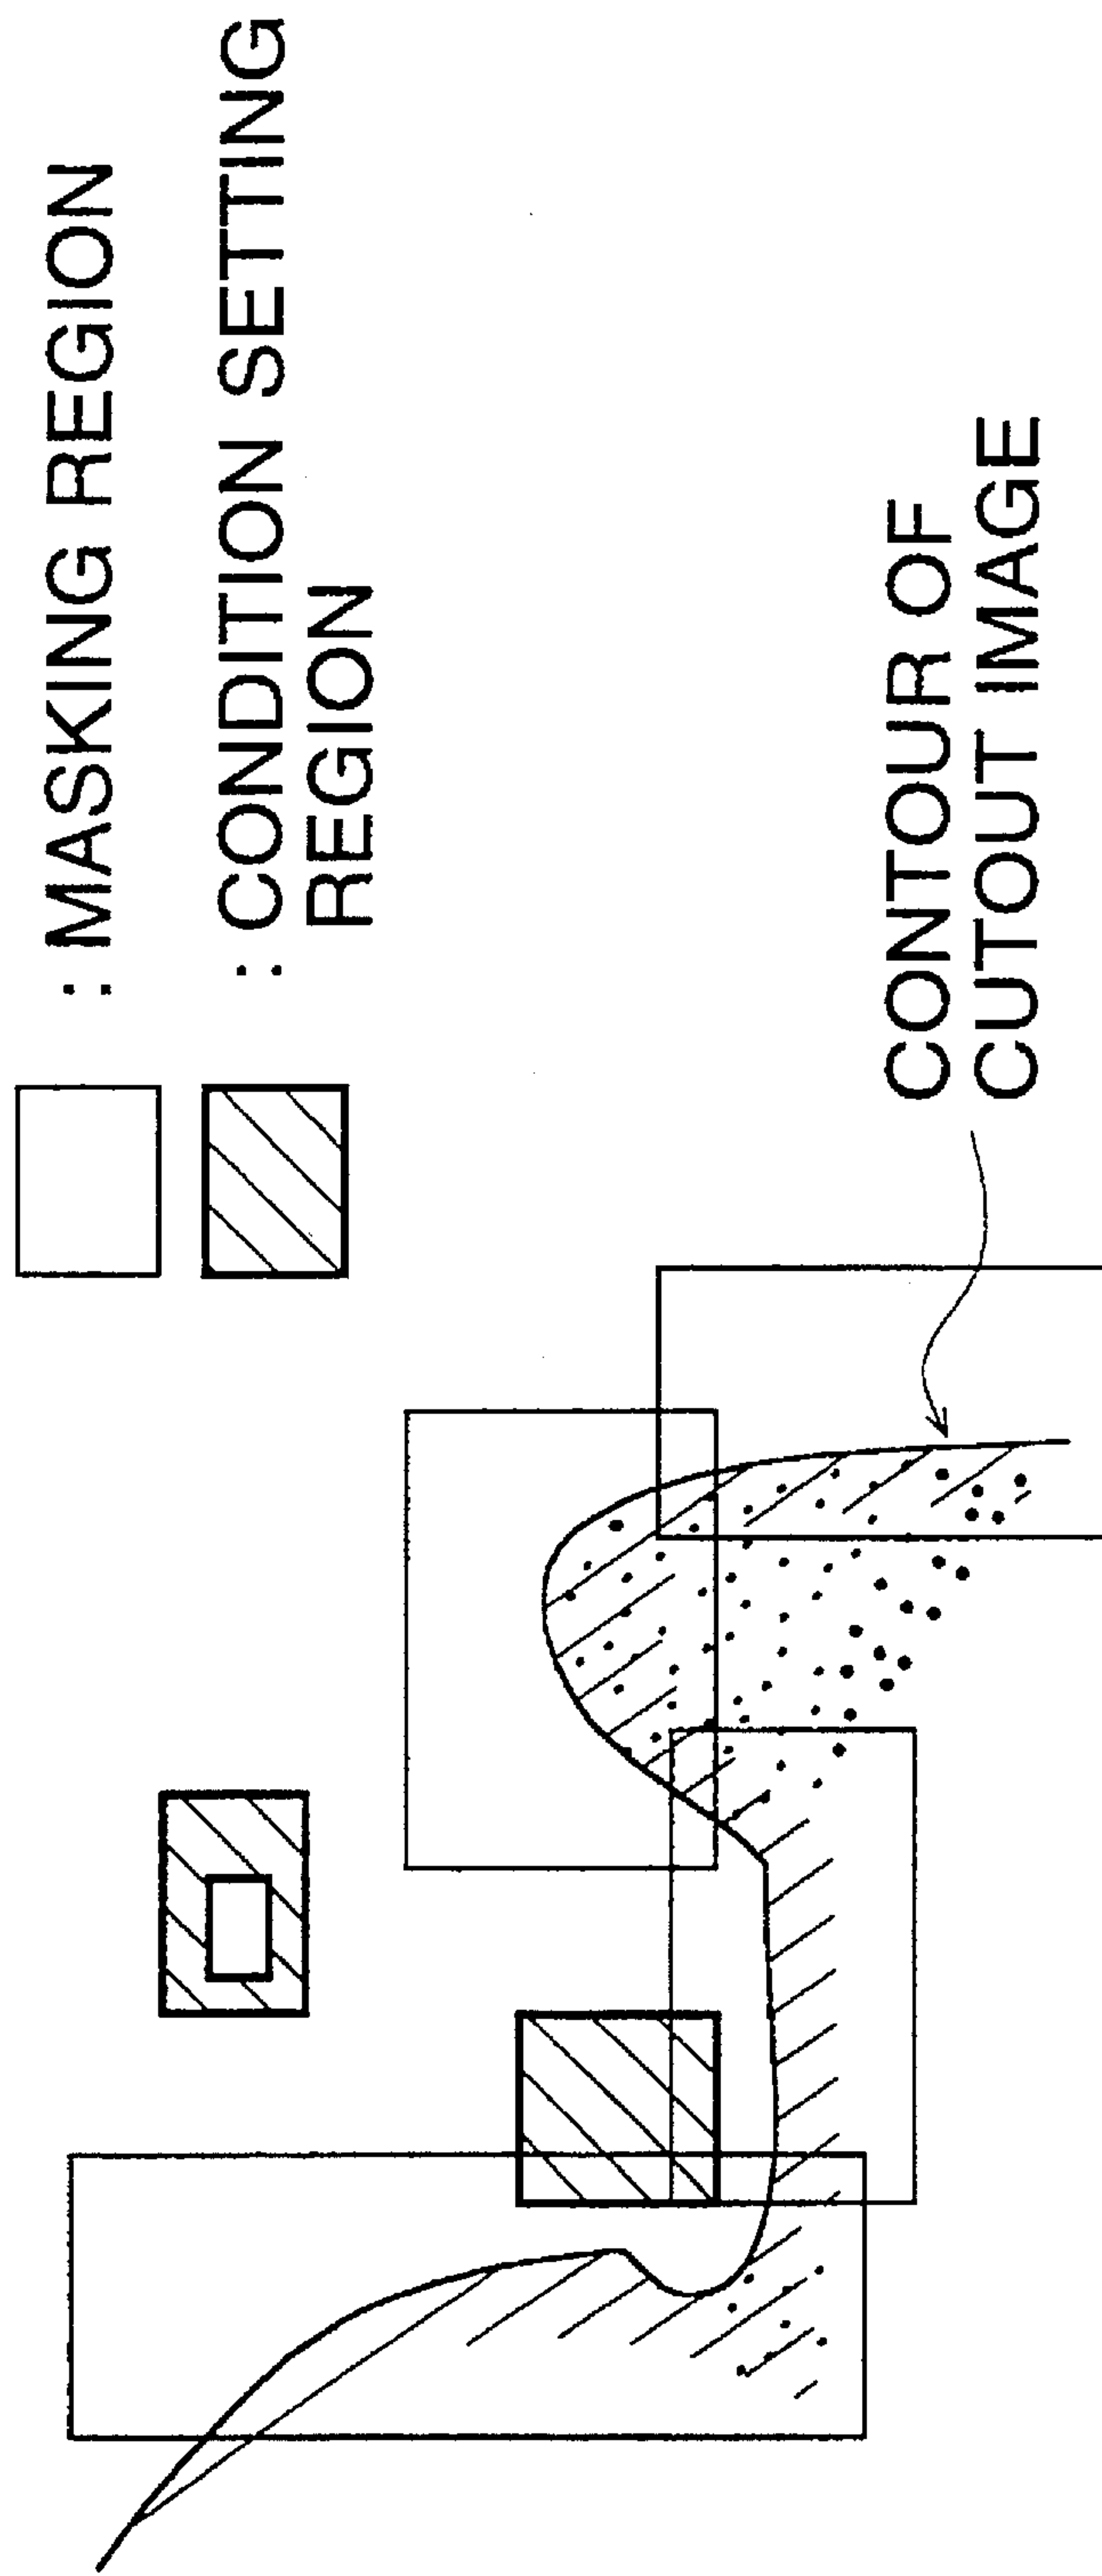 : MASKING REGION
: CONDITION SETTING
REGION
CONTOUR OF
CUTOUT IMAGE